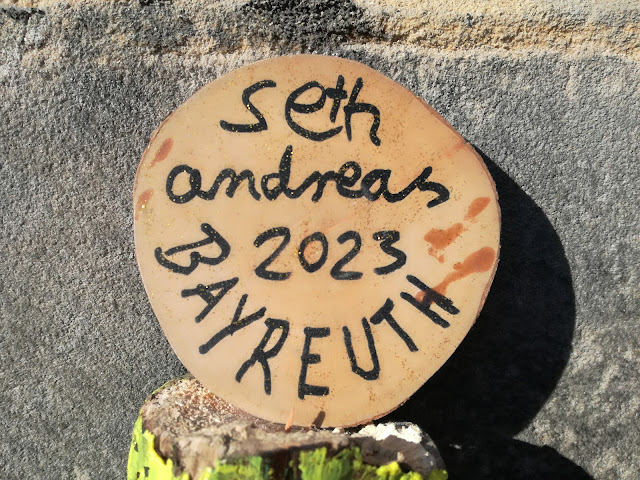 seth
andreas
2023
BAYREUTH